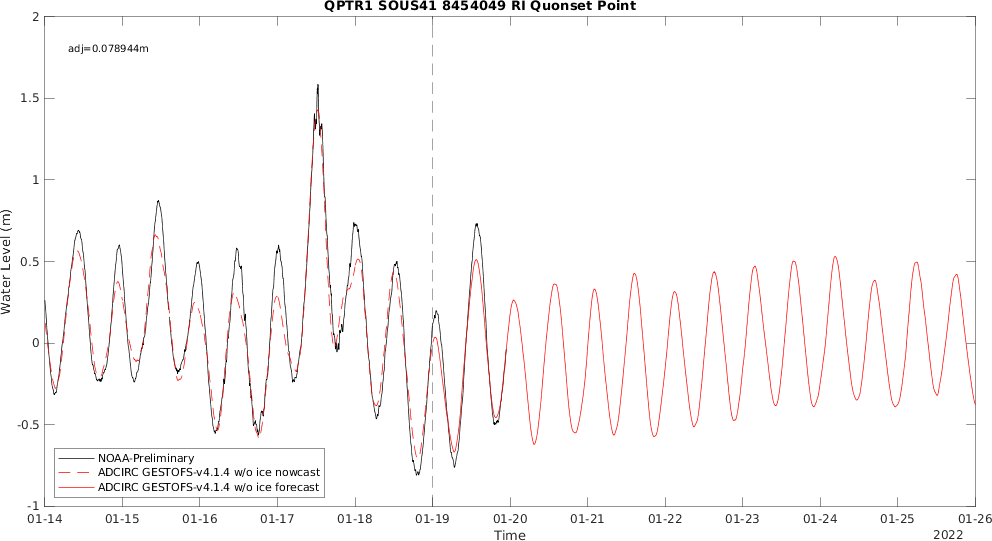 QPTR1 SOUS41 8454049 RI Quonset Point
adj=0.078944m
Water Level (m)
2
1.5
1
0.5
0
-0.5
-1
NOAA-Preliminary
ADCIRC GESTOFS-v4.1.4 w/o ice nowcast
ADCIRC GESTOFS-v4.1.4 w/o ice forecast
01-14 01-15 01-16 01-17 01-18 01-19 01-20 01-21 01-22 01-23 01-24 01-25 01-26
Time
2022